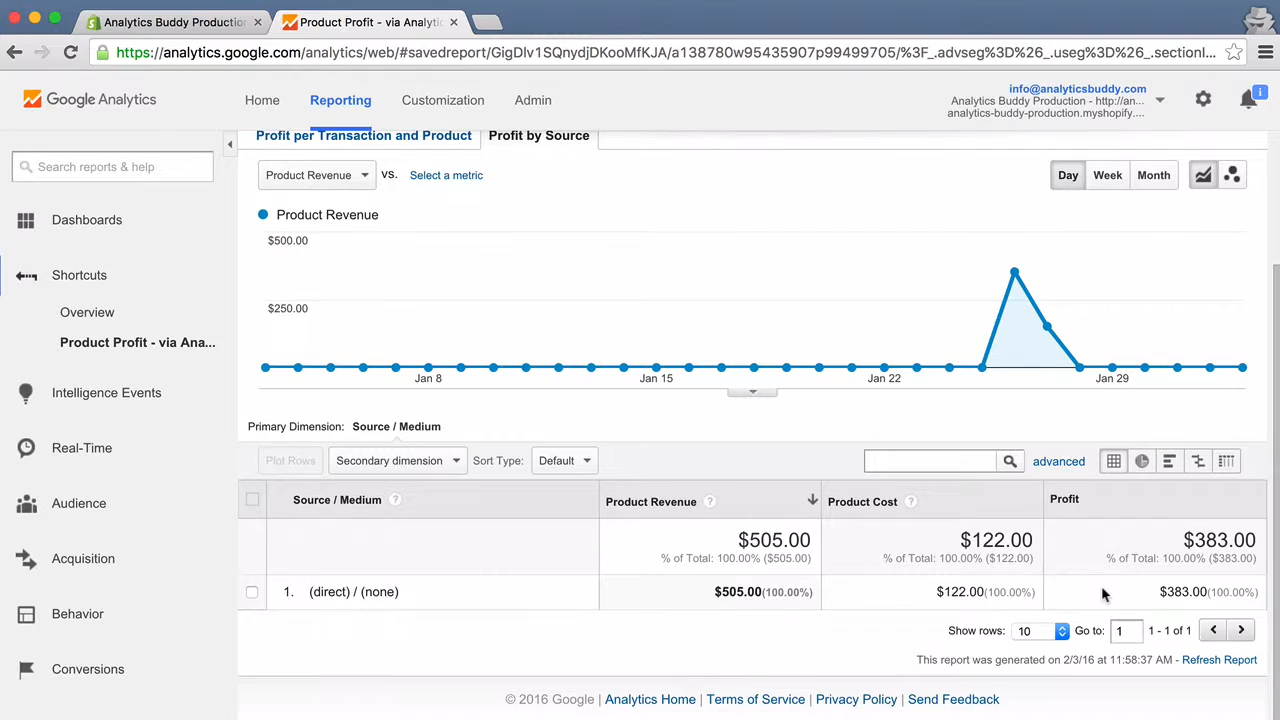 Analytics Buddy Production
Product Profit - via Analytic
https://analytics.google.com/analytics/web/#savedreport/GigDlv1SQnydjDKooMfKJA/a138780w95435997p99499705/%3F_.advseg%3D%26_.useg%3D%26_.sectionI...
Google Analytics
Home Reporting Customization Admin
info@analyticsbuddy.com
Analytics Buddy Production - http://an...
analytics-buddy-production.myshopify....
i
Profit per Transaction and Product Profit by Source
Search reports & help
Product Revenue vs. Select a metric
Day Week Month
Dashboards
Product Revenue
$500.00
Shortcuts
$250.00
Overview
Product Profit - via Ana...
Jan 8 Jan 15 Jan 22 Jan 29
Intelligence Events
Primary Dimension: Source / Medium
Real-Time
Plot Rows Secondary dimension Sort Type: Default advanced
Source / Medium ? Product Revenue ? Product Cost ? Profit
Audience
$505.00 $122.00 $383.00
% of Total: 100.00% ($505.00) % of Total: 100.00% ($122.00) % of Total: 100.00% ($383.00)
Acquisition
1. (direct) / (none) $505.00(100.00%) $122.00(100.00%) $383.00(100.00%)
Behavior
Show rows: 10 Go to: 1 1 - 1 of 1
This report was generated on 2/3/16 at 11:58:37 AM - Refresh Report
Conversions
© 2016 Google | Analytics Home | Terms of Service | Privacy Policy | Send Feedback